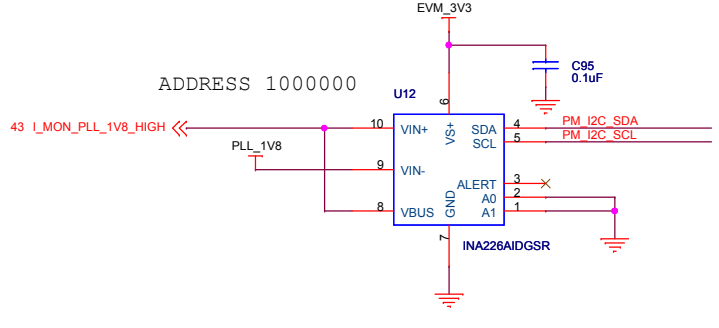 EVM_3V3
C95
0.1uF
ADDRESS 1000000
U12
6
43 I_MON_PLL_1V8_HIGH
10 VIN+
VS+
SDA 4 PM_I2C_SDA
SCL 5 PM_I2C_SCL
PLL_1V8
9 VIN-
ALERT 3
A0 2
8 VBUS
GND
A1 1
7
INA226AIDGSR